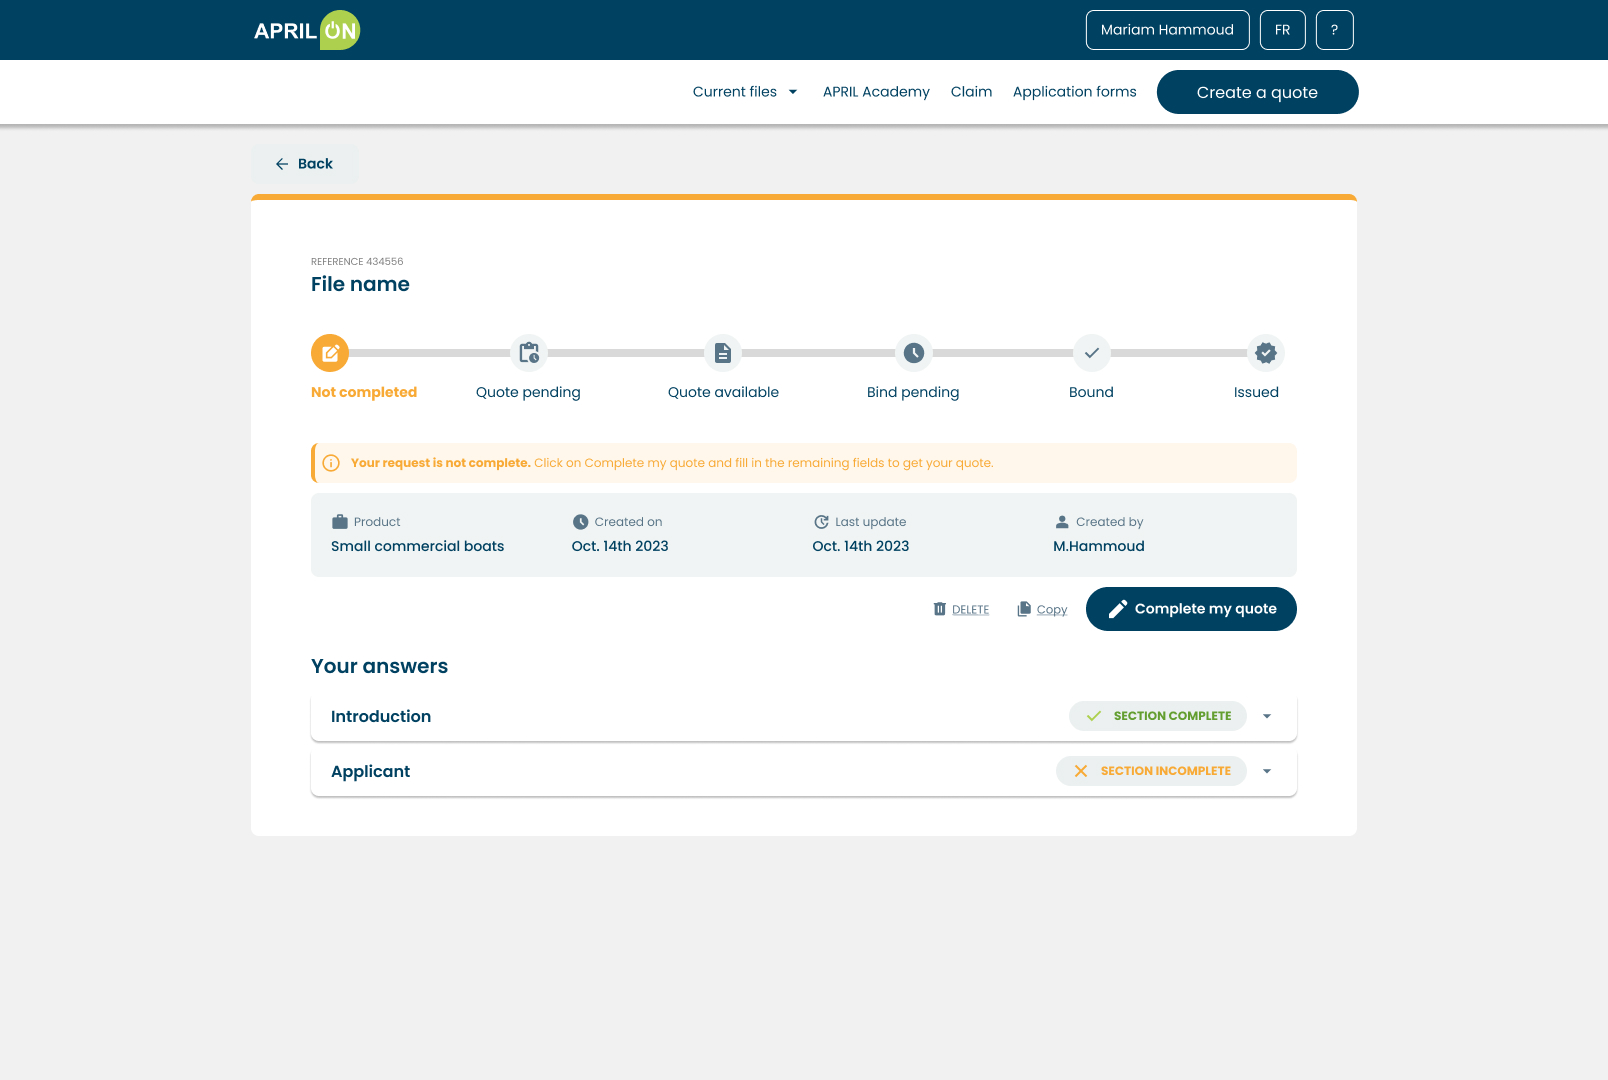 APRIL ON
Mariam Hammoud
FR
?
Current files
APRIL Academy
Claim
Application forms
Create a quote
Back
REFERENCE 434556
File name
Not completed
Quote pending
Quote available
Bind pending
Bound
Issued
Your request is not complete. Click on Complete my quote and fill in the remaining fields to get your quote.
Product
Small commercial boats
Created on
Oct. 14th 2023
Last update
Oct. 14th 2023
Created by
M.Hammoud
DELETE
Copy
Complete my quote
Your answers
Introduction
SECTION COMPLETE
Applicant
SECTION INCOMPLETE